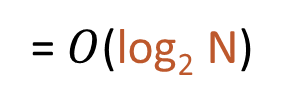 = O(log₂ N)